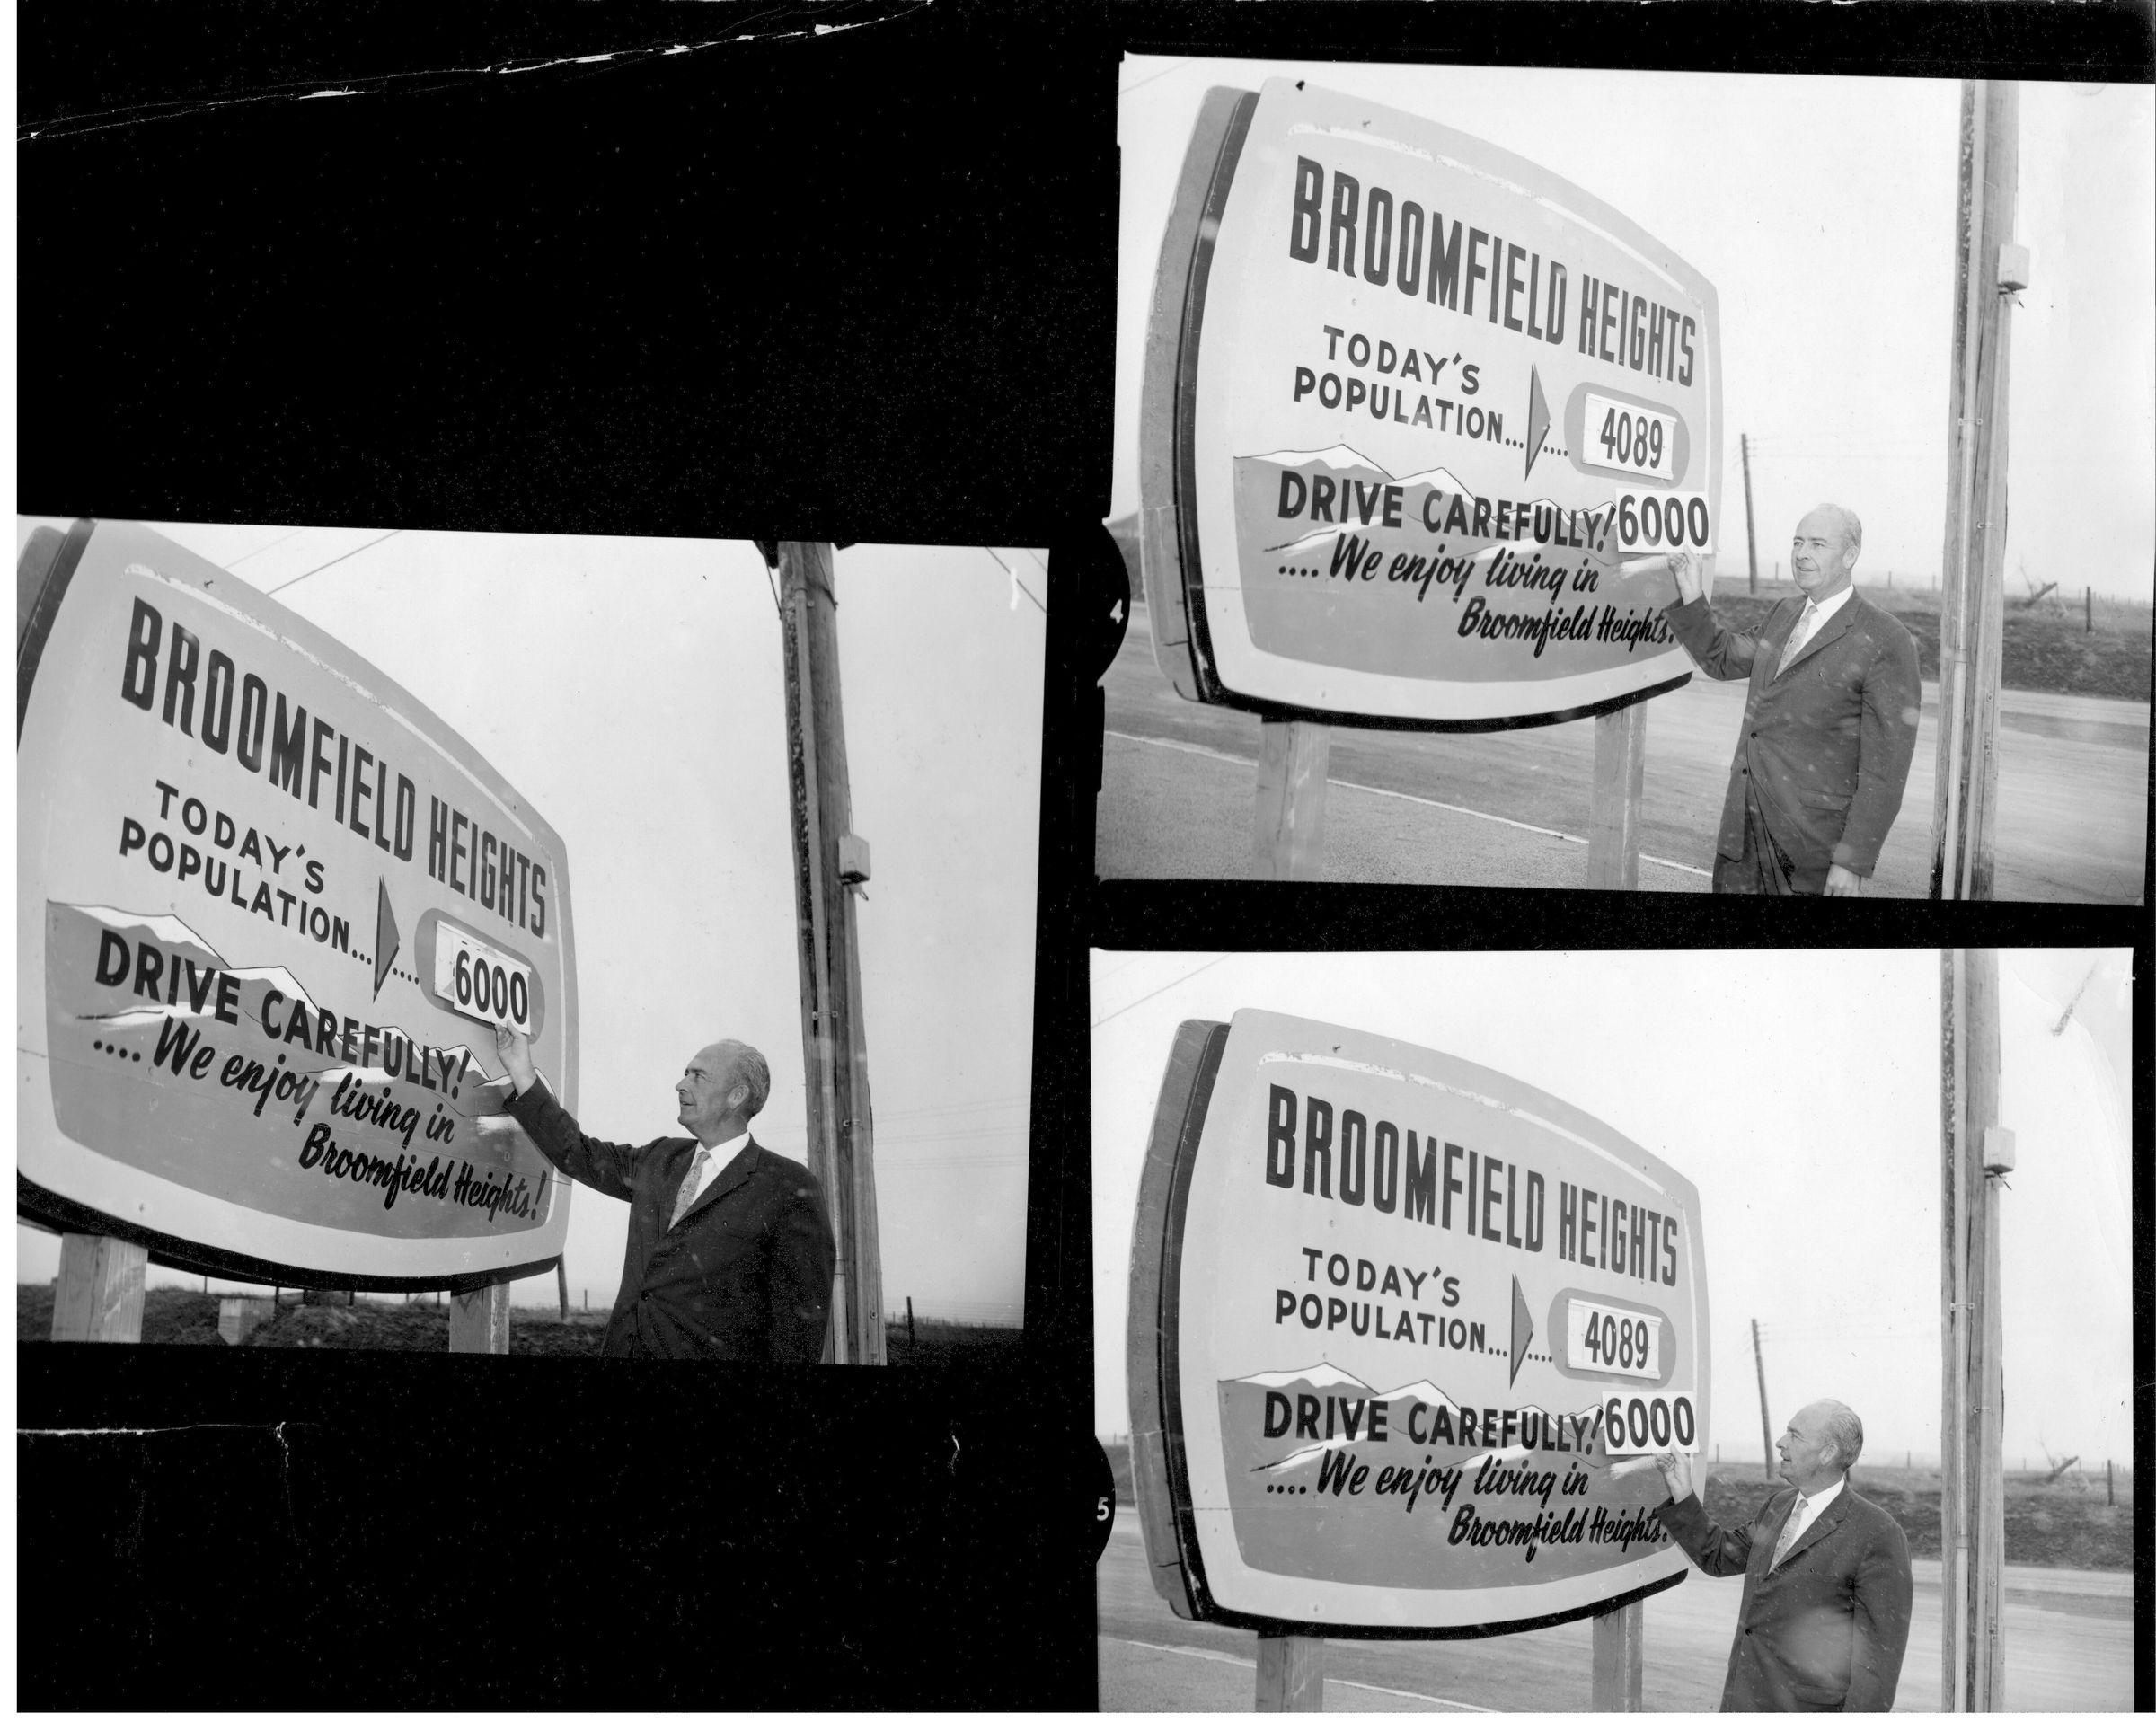 BROOMFIELD HEIGHTS
TODAY'S
POPULATION........
4089
DRIVE CAREFULLY!
6000
....We enjoy living in
Broomfield Heights.
4
BROOMFIELD HEIGHTS
TODAY'S
POPULATION........
6000
DRIVE CAREFULLY!
....We enjoy living in
Broomfield Heights!
BROOMFIELD HEIGHTS
TODAY'S
POPULATION.......
4089
DRIVE CAREFULLY!
6000
....We enjoy living in
Broomfield Heights.
5